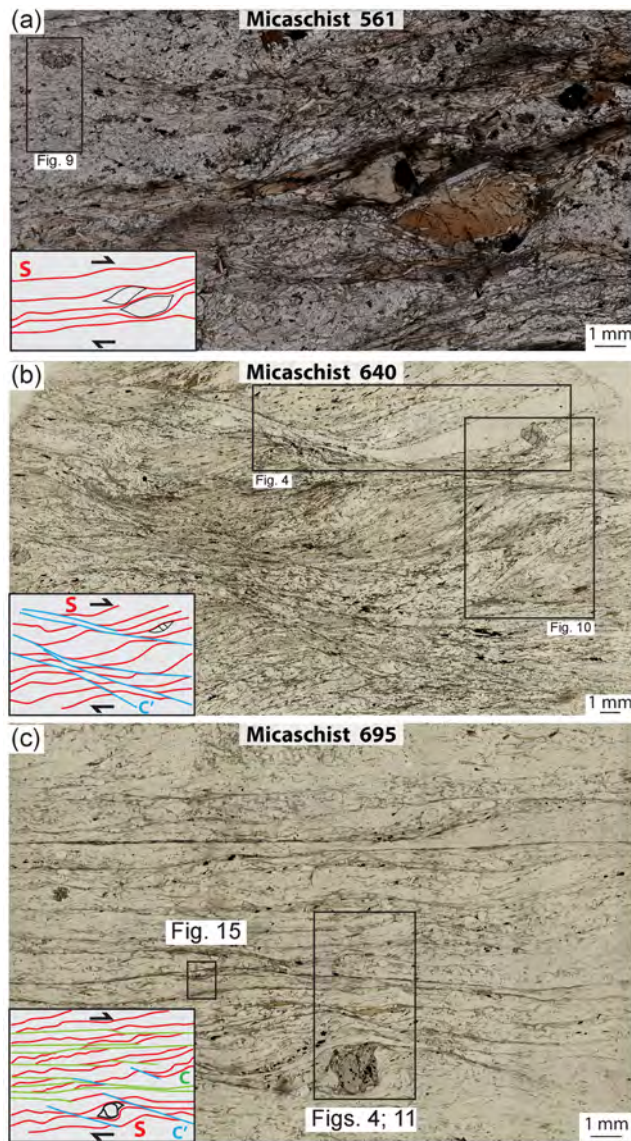 (a)
Micaschist 561
Fig. 9
S
1 mm
(b)
Micaschist 640
Fig. 4
S
Fig. 10
C'
1 mm
(c)
Micaschist 695
Fig. 15
C
S
C'
Figs. 4; 11
1 mm